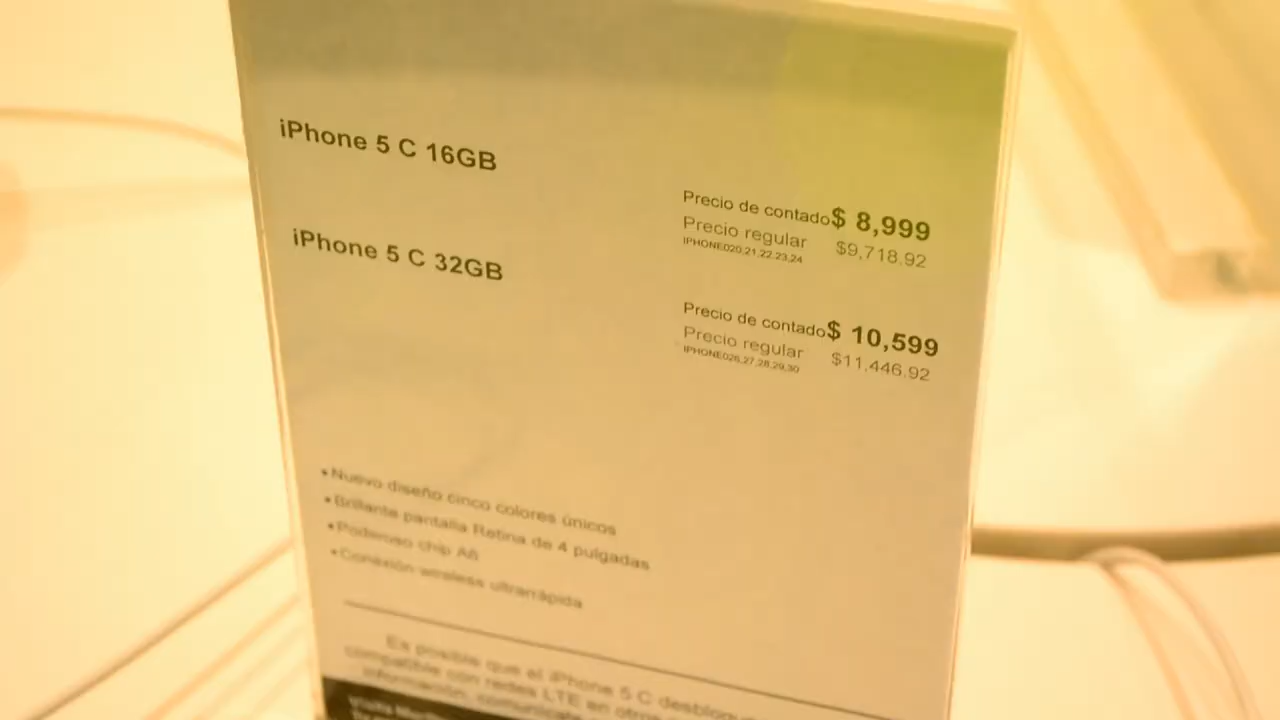 iPhone 5 C 16GB
Precio de contado $ 8,999
Precio regular $9,718.92
IPHONE020,21,22,23,24
iPhone 5 C 32GB
Precio de contado $ 10,599
Precio regular $11,446.92
IPHONE026,27,28,29,30
•Nuevo diseño cinco colores únicos
•Brillante pantalla Retina de 4 pulgadas
•Poderoso chip A6
•Conexión wireless ultrarrápida
Es posible que el iPhone 5 C
compatible con redes LTE en otros
información,